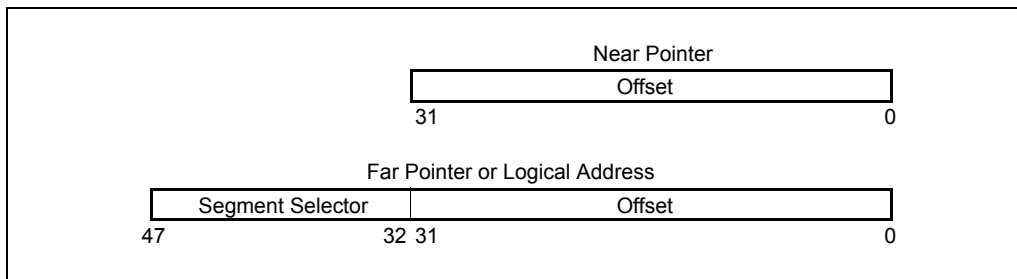 Near Pointer
Offset
31 0
Far Pointer or Logical Address
Segment Selector Offset
47 32 31 0